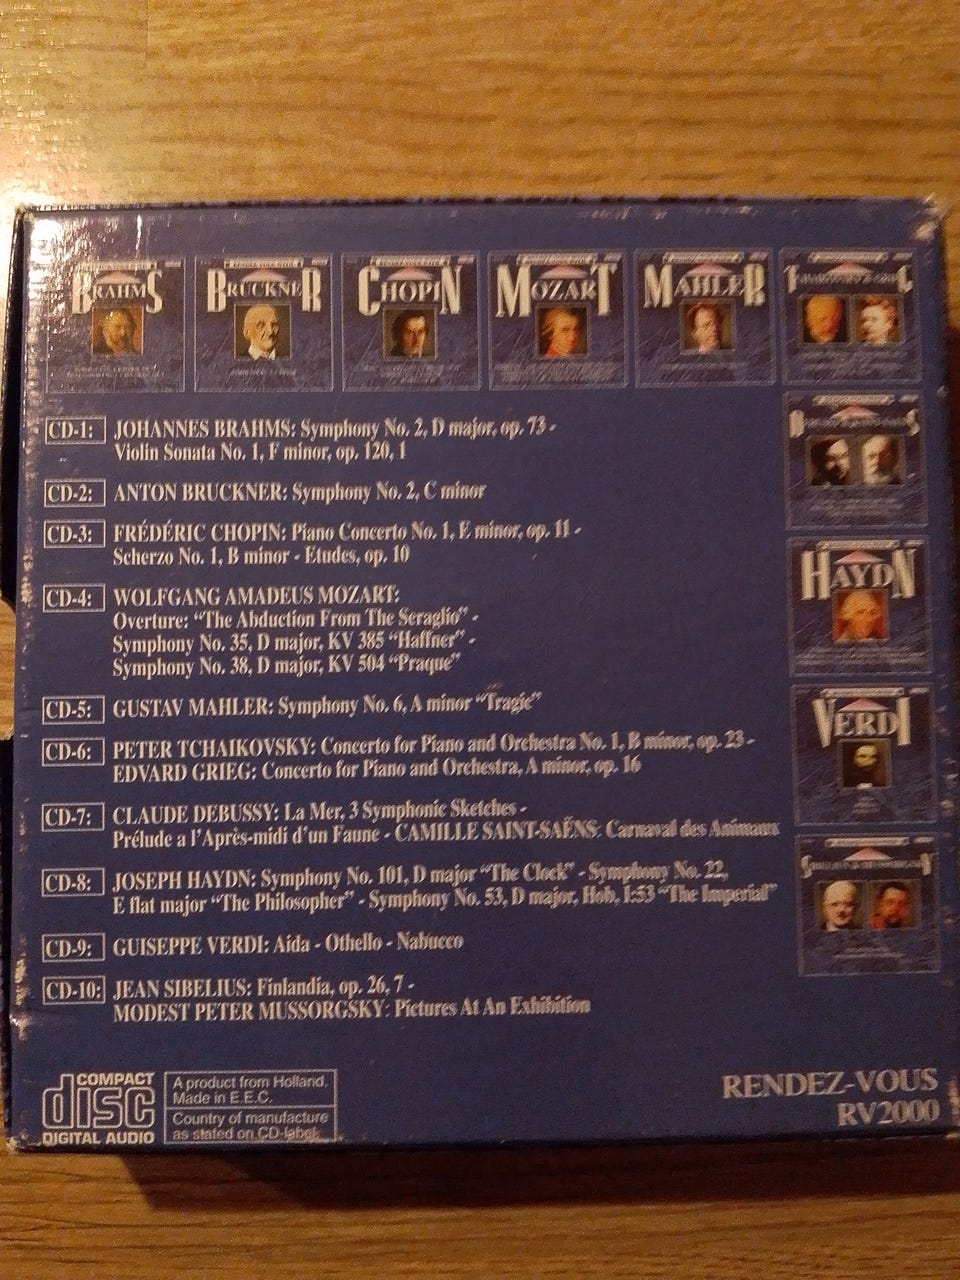 BRAHMS
BRUCKNER
CHOPIN
MOZART
MAHLER
HAYDN
VERDI
CD-1: JOHANNES BRAHMS: Symphony No. 2, D major, op. 73 -
Violin Sonata No. 1, F minor, op. 120, 1
CD-2: ANTON BRUCKNER: Symphony No. 2, C minor
CD-3: FRÉDÉRIC CHOPIN: Piano Concerto No. 1, E minor, op. 11 -
Scherzo No. 1, B minor - Etudes, op. 10
CD-4: WOLFGANG AMADEUS MOZART:
Overture: “The Abduction From The Seraglio” -
Symphony No. 35, D major, KV 385 “Haffner” -
Symphony No. 38, D major, KV 504 “Praque”
CD-5: GUSTAV MAHLER: Symphony No. 6, A minor “Tragic”
CD-6: PETER TCHAIKOVSKY: Concerto for Piano and Orchestra No. 1, B minor, op. 23 -
EDVARD GRIEG: Concerto for Piano and Orchestra, A minor, op. 16
CD-7: CLAUDE DEBUSSY: La Mer, 3 Symphonic Sketches -
Prélude a l’Après-midi d’un Faune - CAMILLE SAINT-SAËNS: Carnaval des Animaux
CD-8: JOSEPH HAYDN: Symphony No. 101, D major “The Clock” - Symphony No. 22,
E flat major “The Philosopher” - Symphony No. 53, D major, Hob, I:53 “The Imperial”
CD-9: GUISEPPE VERDI: Aida - Othello - Nabucco
CD-10: JEAN SIBELIUS: Finlandia, op. 26, 7 -
MODEST PETER MUSSORGSKY: Pictures At An Exhibition
COMPACT
disc
DIGITAL AUDIO
A product from Holland.
Made in E.E.C.
Country of manufacture
as stated on CD-label.
RENDEZ-VOUS
RV2000